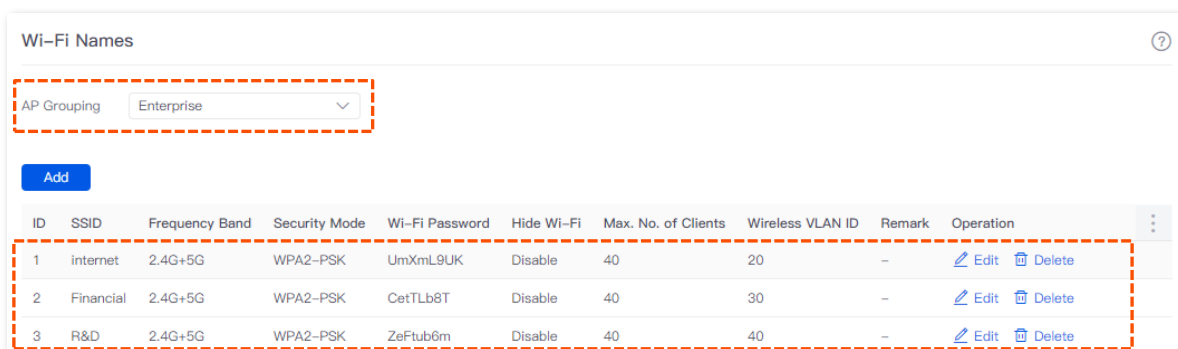 Wi-Fi Names
?
AP Grouping Enterprise
Add
ID SSID Frequency Band Security Mode Wi-Fi Password Hide Wi-Fi Max. No. of Clients Wireless VLAN ID Remark Operation
1 internet 2.4G+5G WPA2-PSK UmXmL9UK Disable 40 20 - Edit Delete
2 Financial 2.4G+5G WPA2-PSK CetTLb8T Disable 40 30 - Edit Delete
3 R&D 2.4G+5G WPA2-PSK ZeFtub6m Disable 40 40 - Edit Delete